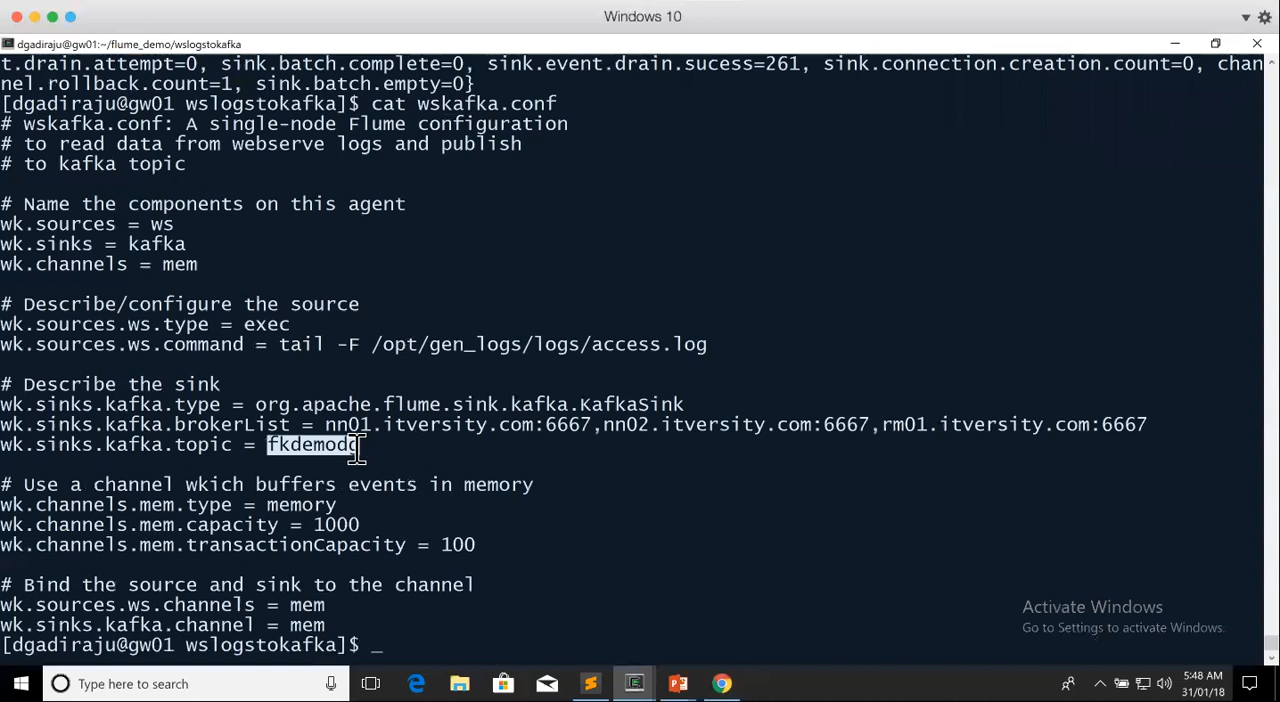 Windows 10
dgadiraju@gw01:~/flume_demo/wslogstokafka
t.drain.attempt=0, sink.batch.complete=0, sink.event.drain.sucess=261, sink.connection.creation.count=0, chan
nel.rollback.count=1, sink.batch.empty=0}
[dgadiraju@gw01 wslogstokafka]$ cat wskafka.conf
# wskafka.conf: A single-node Flume configuration
# to read data from webserve logs and publish
# to kafka topic
# Name the components on this agent
wk.sources = ws
wk.sinks = kafka
wk.channels = mem
# Describe/configure the source
wk.sources.ws.type = exec
wk.sources.ws.command = tail -F /opt/gen_logs/logs/access.log
# Describe the sink
wk.sinks.kafka.type = org.apache.flume.sink.kafka.KafkaSink
wk.sinks.kafka.brokerList = nn01.itversity.com:6667,nn02.itversity.com:6667,rm01.itversity.com:6667
wk.sinks.kafka.topic =
# Use a channel wkich buffers events in memory
wk.channels.mem.type = memory
wk.channels.mem.capacity = 1000
wk.channels.mem.transactionCapacity = 100
# Bind the source and sink to the channel
wk.sources.ws.channels = mem
wk.sinks.kafka.channel = mem
[dgadiraju@gw01 wslogstokafka]$ _
Activate Windows
Go to Settings to activate Windows.
Type here to search
5:48 AM
31/01/18